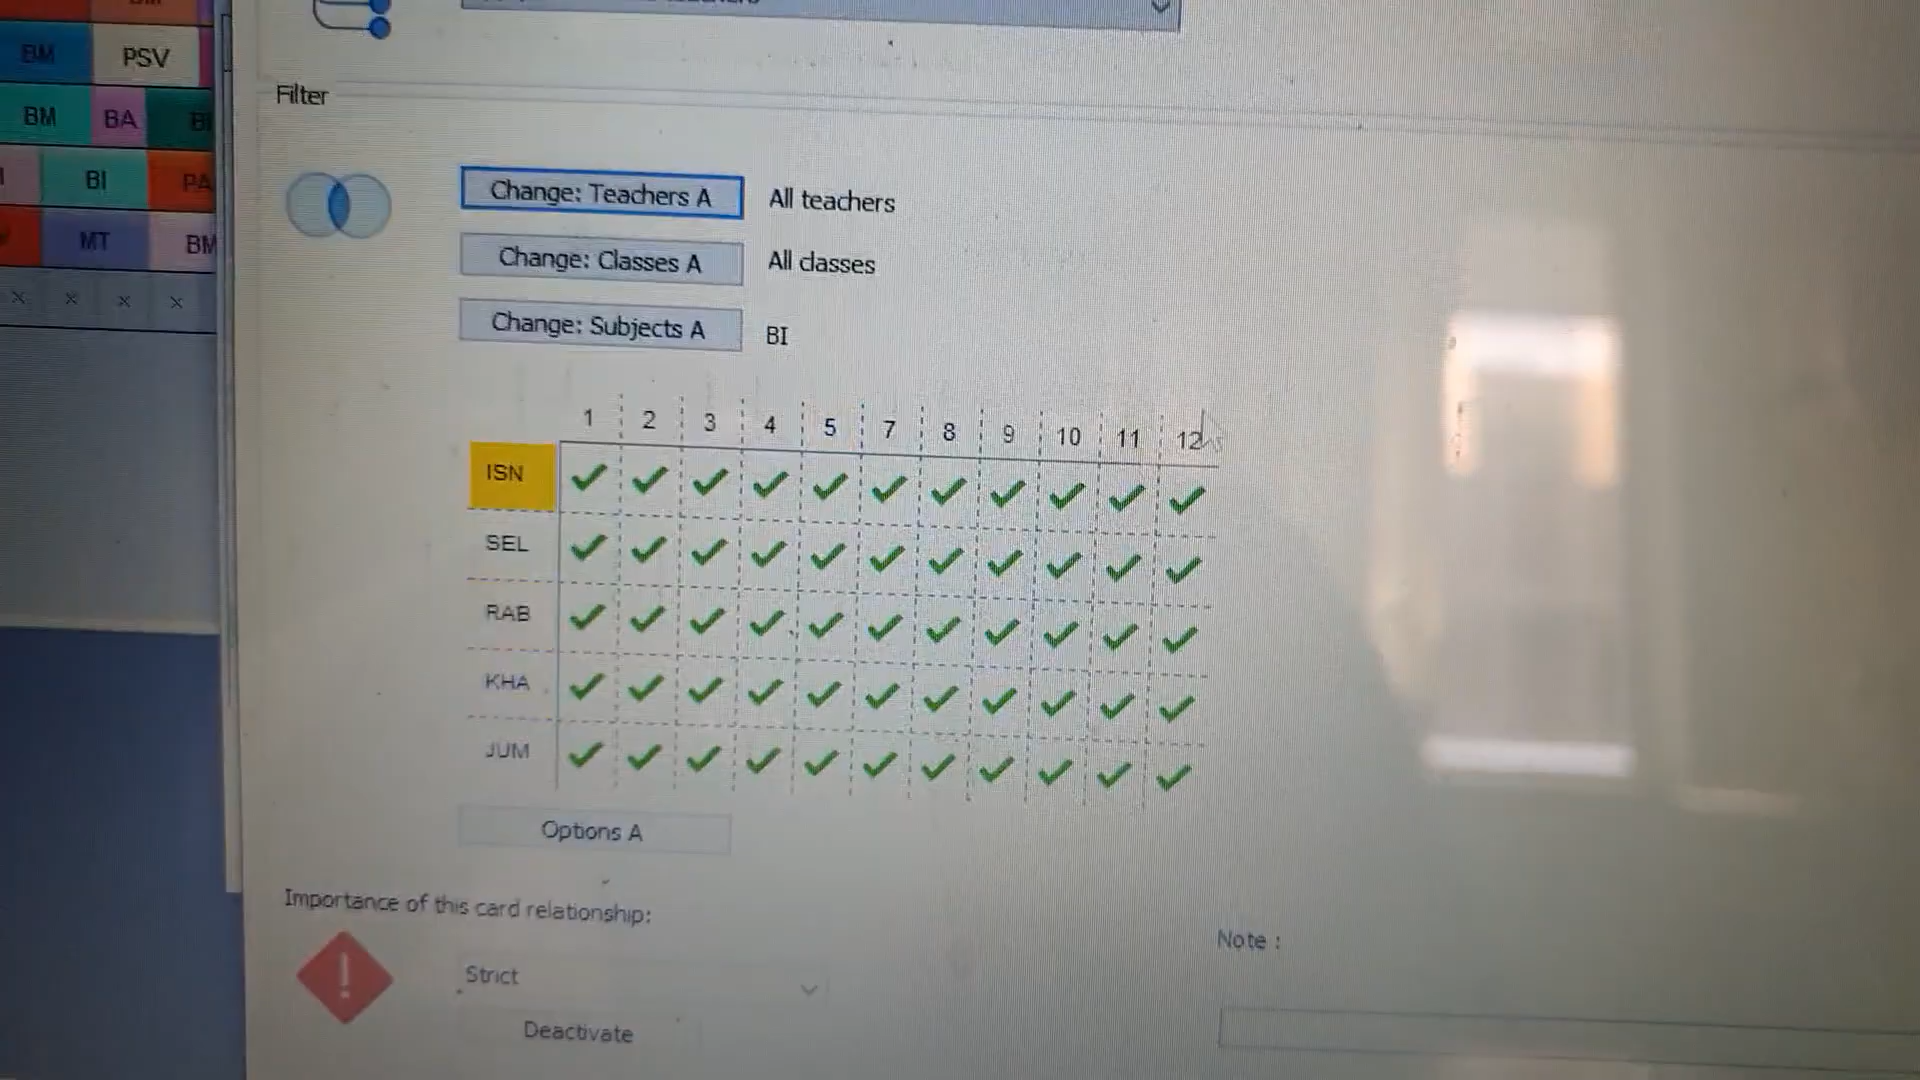 BM PSV
BM BA BI
BI PA
MT BM
Filter
Change: Teachers A All teachers
Change: Classes A All classes
Change: Subjects A BI
1 2 3 4 5 7 8 9 10 11 12
ISN
SEL
RAB
KHA
JUM
Options A
Importance of this card relationship:
Strict
Deactivate
Note :